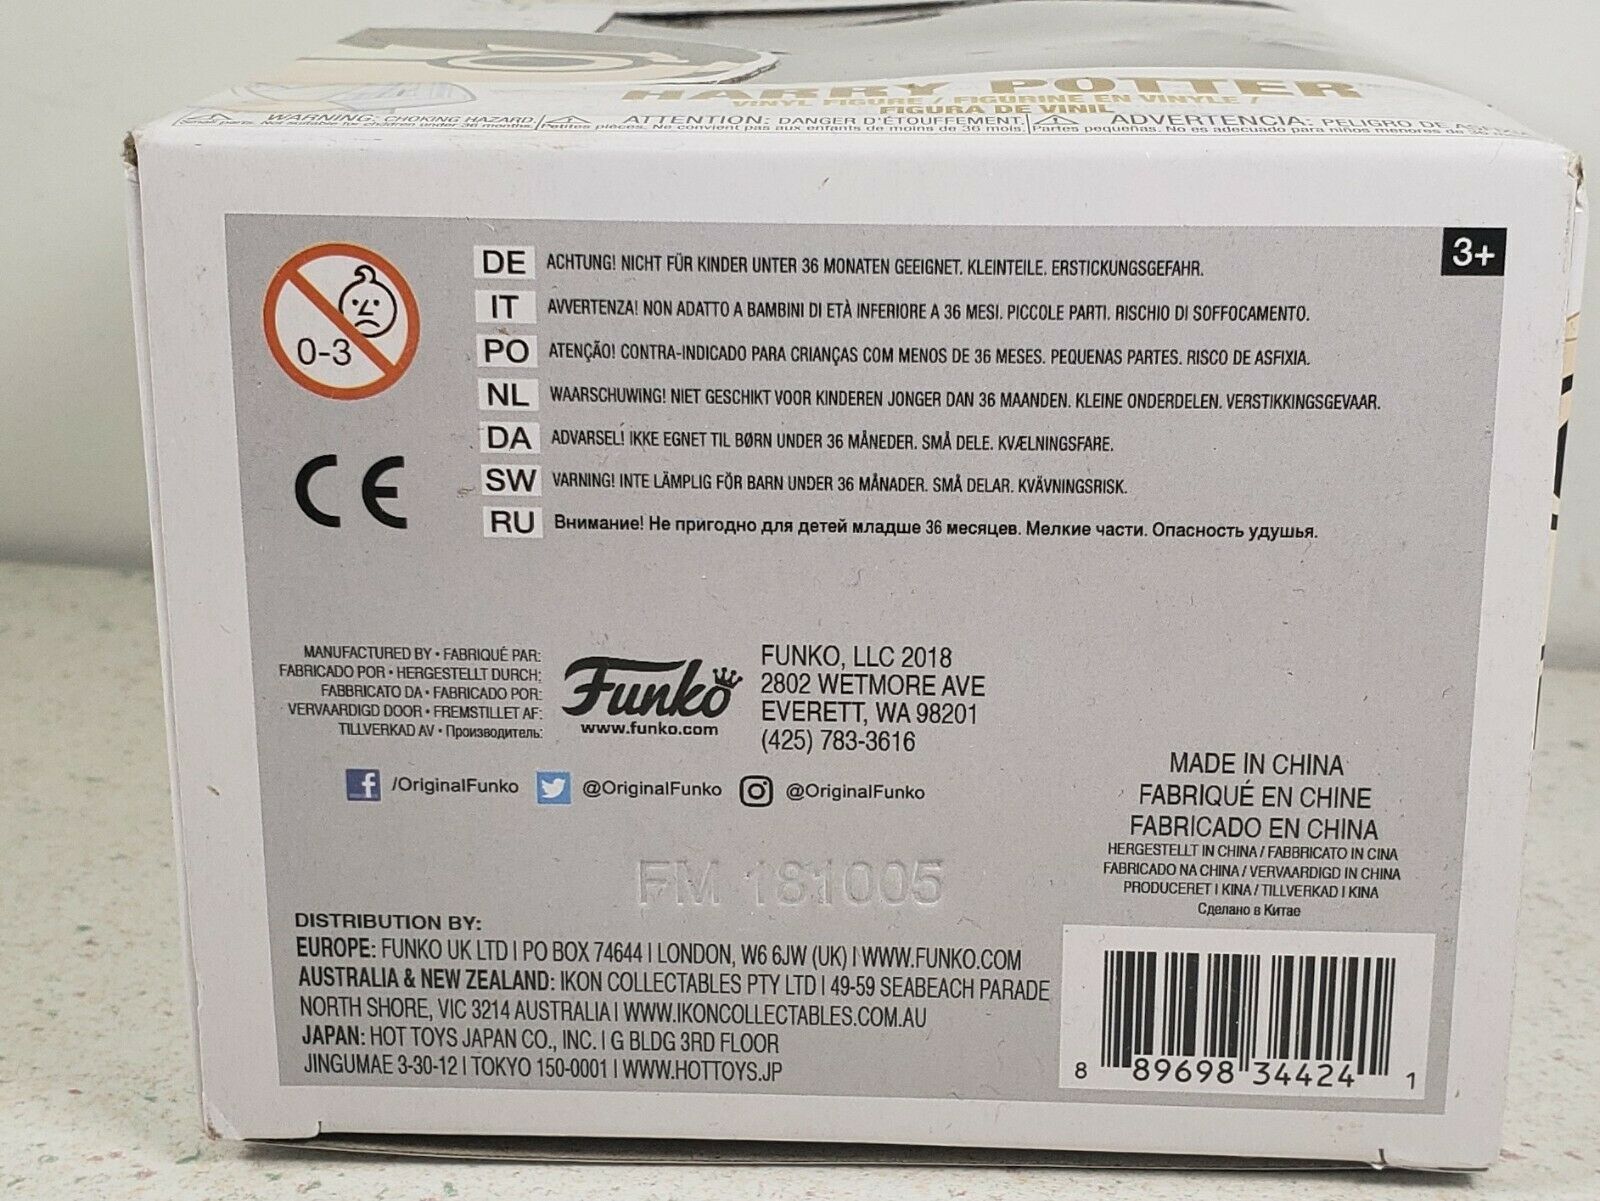 HARRY POTTER
VINYL FIGURE / FIGURINE EN VINYLE /
FIGURA DE VINIL
WARNING: CHOKING HAZARD.
Small parts. Not suitable for children under 36 months.
ATTENTION: DANGER D'ÉTOUFFEMENT.
Petites pièces. Ne convient pas aux enfants de moins de 36 mois.
ADVERTENCIA: PELIGRO DE ASFIXIA
Partes pequeñas. No es adecuado para niños menores de 36
0-3
3+
DE ACHTUNG! NICHT FÜR KINDER UNTER 36 MONATEN GEEIGNET. KLEINTEILE. ERSTICKUNGSGEFAHR.
IT AVVERTENZA! NON ADATTO A BAMBINI DI ETÀ INFERIORE A 36 MESI. PICCOLE PARTI. RISCHIO DI SOFFOCAMENTO.
PO ATENÇÃO! CONTRA-INDICADO PARA CRIANÇAS COM MENOS DE 36 MESES. PEQUENAS PARTES. RISCO DE ASFIXIA.
NL WAARSCHUWING! NIET GESCHIKT VOOR KINDEREN JONGER DAN 36 MAANDEN. KLEINE ONDERDELEN. VERSTIKKINGSGEVAAR.
DA ADVARSEL! IKKE EGNET TIL BØRN UNDER 36 MÅNEDER. SMÅ DELE. KVÆLNINGSFARE.
SW VARNING! INTE LÄMPLIG FÖR BARN UNDER 36 MÅNADER. SMÅ DELAR. KVÄVNINGSRISK.
RU Внимание! Не пригодно для детей младше 36 месяцев. Мелкие части. Опасность удушья.
CE
MANUFACTURED BY • FABRIQUÉ PAR:
FABRICADO POR • HERGESTELLT DURCH:
FABBRICATO DA • FABRICADO POR:
VERVAARDIGD DOOR • FREMSTILLET AF:
TILLVERKAD AV • Производитель:
Funko
www.funko.com
FUNKO, LLC 2018
2802 WETMORE AVE
EVERETT, WA 98201
(425) 783-3616
/OriginalFunko @OriginalFunko @OriginalFunko
MADE IN CHINA
FABRIQUÉ EN CHINE
FABRICADO EN CHINA
HERGESTELLT IN CHINA / FABBRICATO IN CINA
FABRICADO NA CHINA / VERVAARDIGD IN CHINA
PRODUCERET I KINA / TILLVERKAD I KINA
Сделано в Китае
FM 181005
DISTRIBUTION BY:
EUROPE: FUNKO UK LTD | PO BOX 74644 | LONDON, W6 6JW (UK) | WWW.FUNKO.COM
AUSTRALIA & NEW ZEALAND: IKON COLLECTABLES PTY LTD | 49-59 SEABEACH PARADE
NORTH SHORE, VIC 3214 AUSTRALIA | WWW.IKONCOLLECTABLES.COM.AU
JAPAN: HOT TOYS JAPAN CO., INC. | G BLDG 3RD FLOOR
JINGUMAE 3-30-12 | TOKYO 150-0001 | WWW.HOTTOYS.JP
8 89698 34424 1